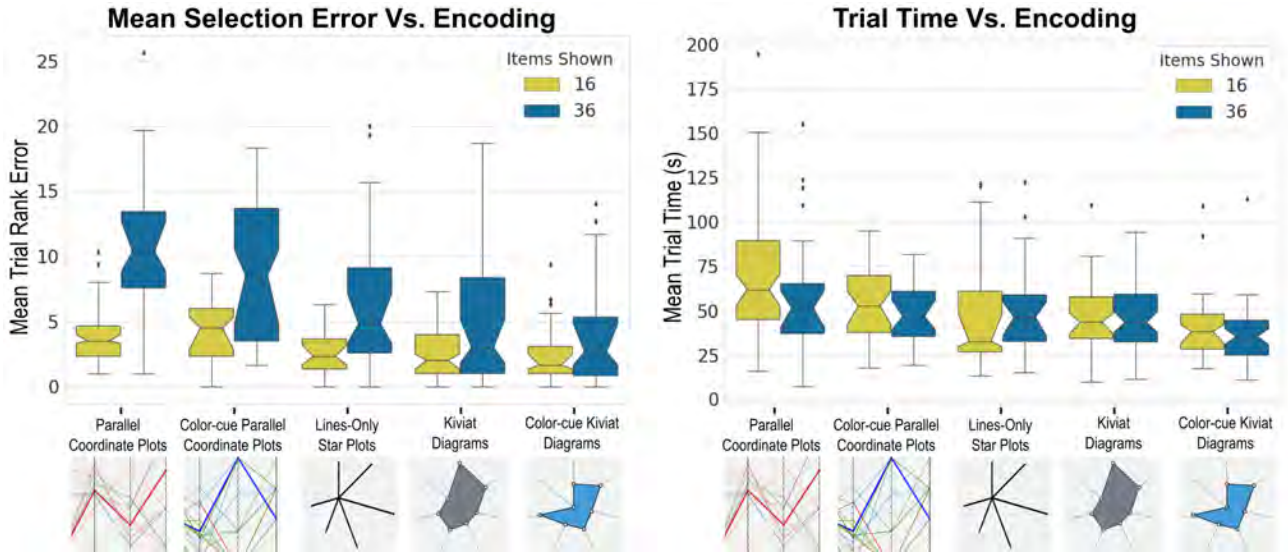 Mean Selection Error Vs. Encoding
Mean Trial Rank Error
25
20
15
10
5
0
Items Shown
16
36
Parallel
Coordinate Plots
Color-cue Parallel
Coordinate Plots
Lines-Only
Star Plots
Kiviat
Diagrams
Color-cue Kiviat
Diagrams
Trial Time Vs. Encoding
Mean Trial Time (s)
200
175
150
125
100
75
50
25
0
Items Shown
16
36
Parallel
Coordinate Plots
Color-cue Parallel
Coordinate Plots
Lines-Only
Star Plots
Kiviat
Diagrams
Color-cue Kiviat
Diagrams